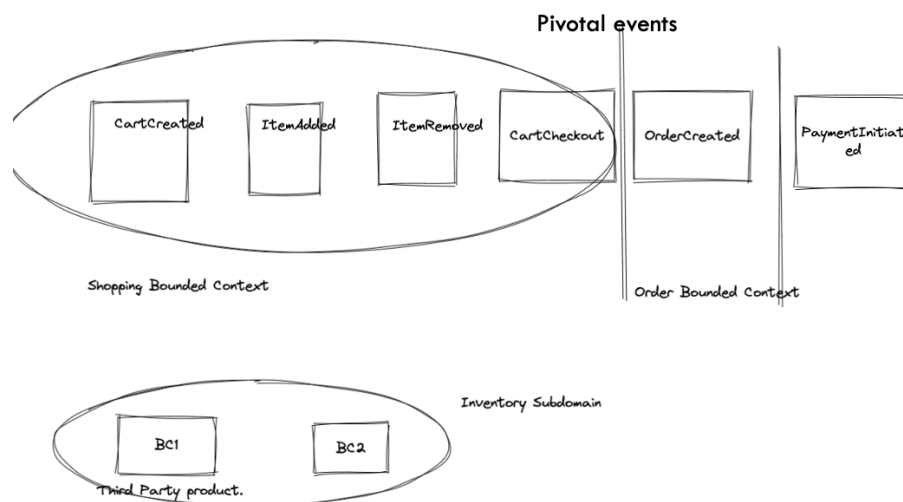 Pivotal events
CartCreated
ItemAdded
ItemRemoved
CartCheckout
OrderCreated
PaymentInitiat
ed
Shopping Bounded Context
Order Bounded Context
Inventory Subdomain
BC1
BC2
Third Party product.